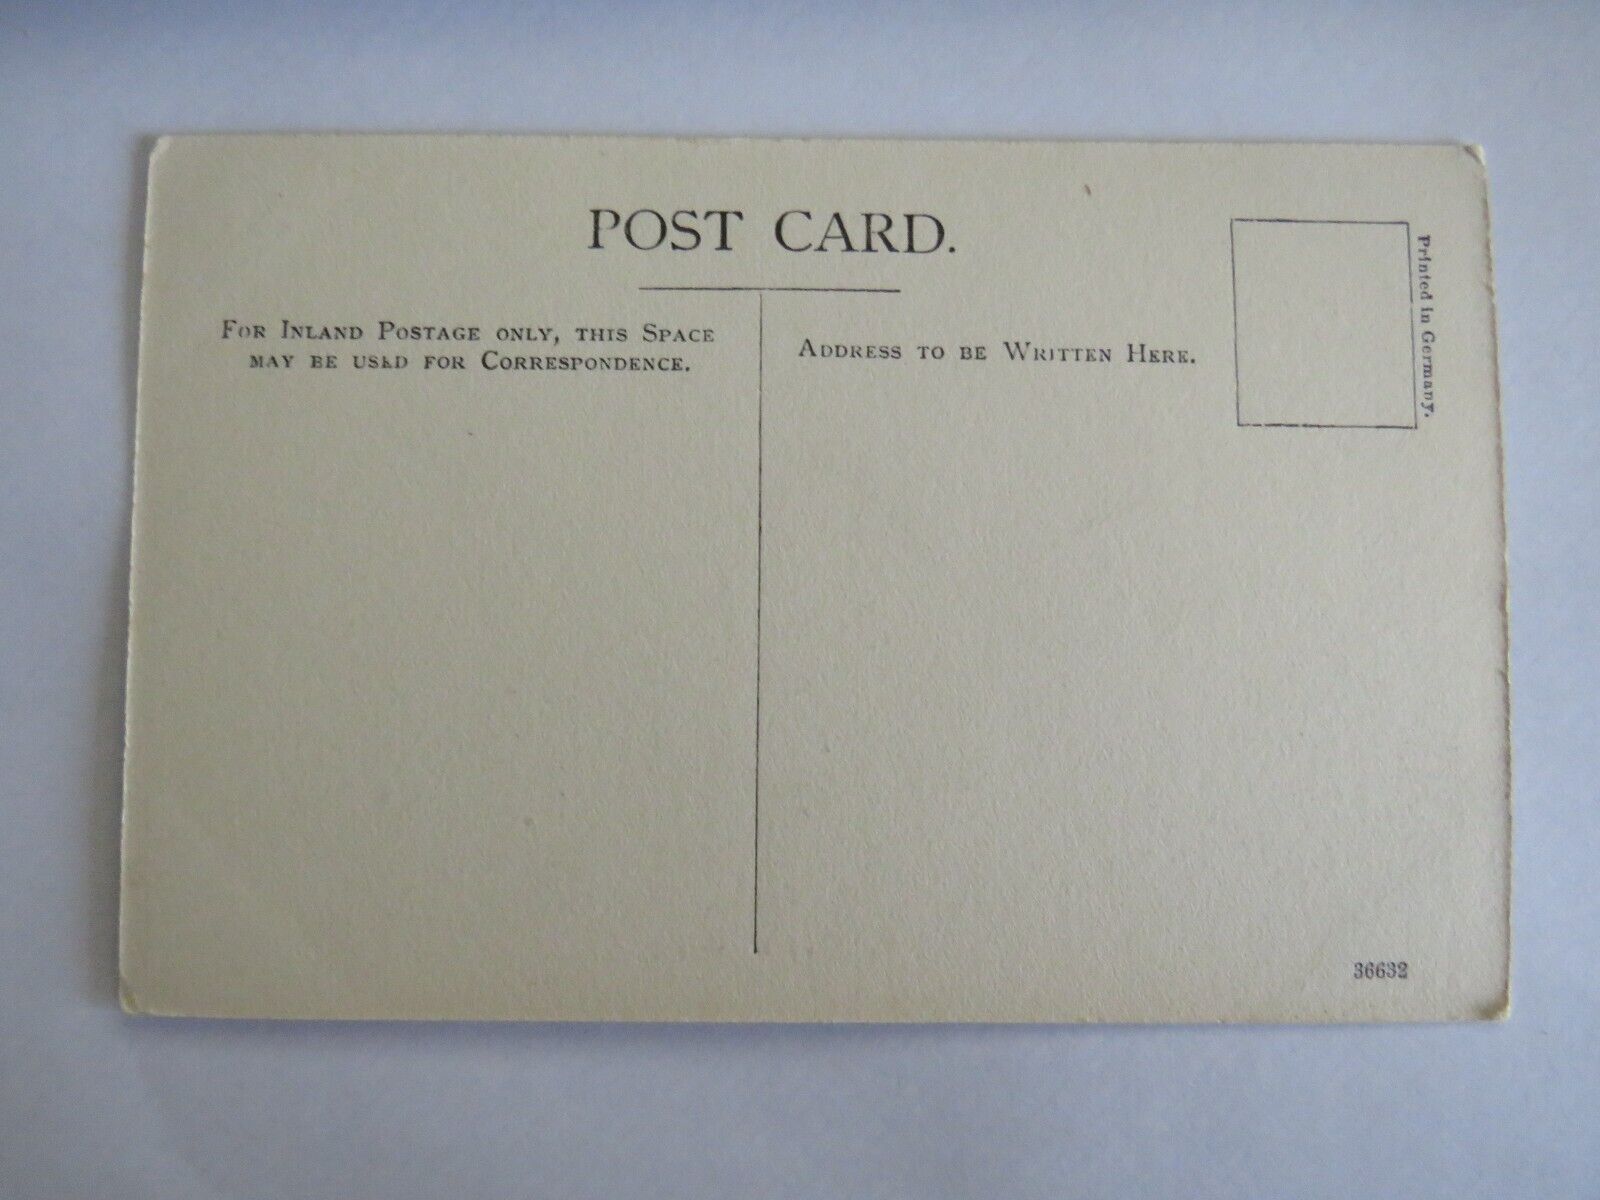 POST CARD.
FOR INLAND POSTAGE ONLY, THIS SPACE
MAY BE USED FOR CORRESPONDENCE.
ADDRESS TO BE WRITTEN HERE.
Printed in Germany.
36632